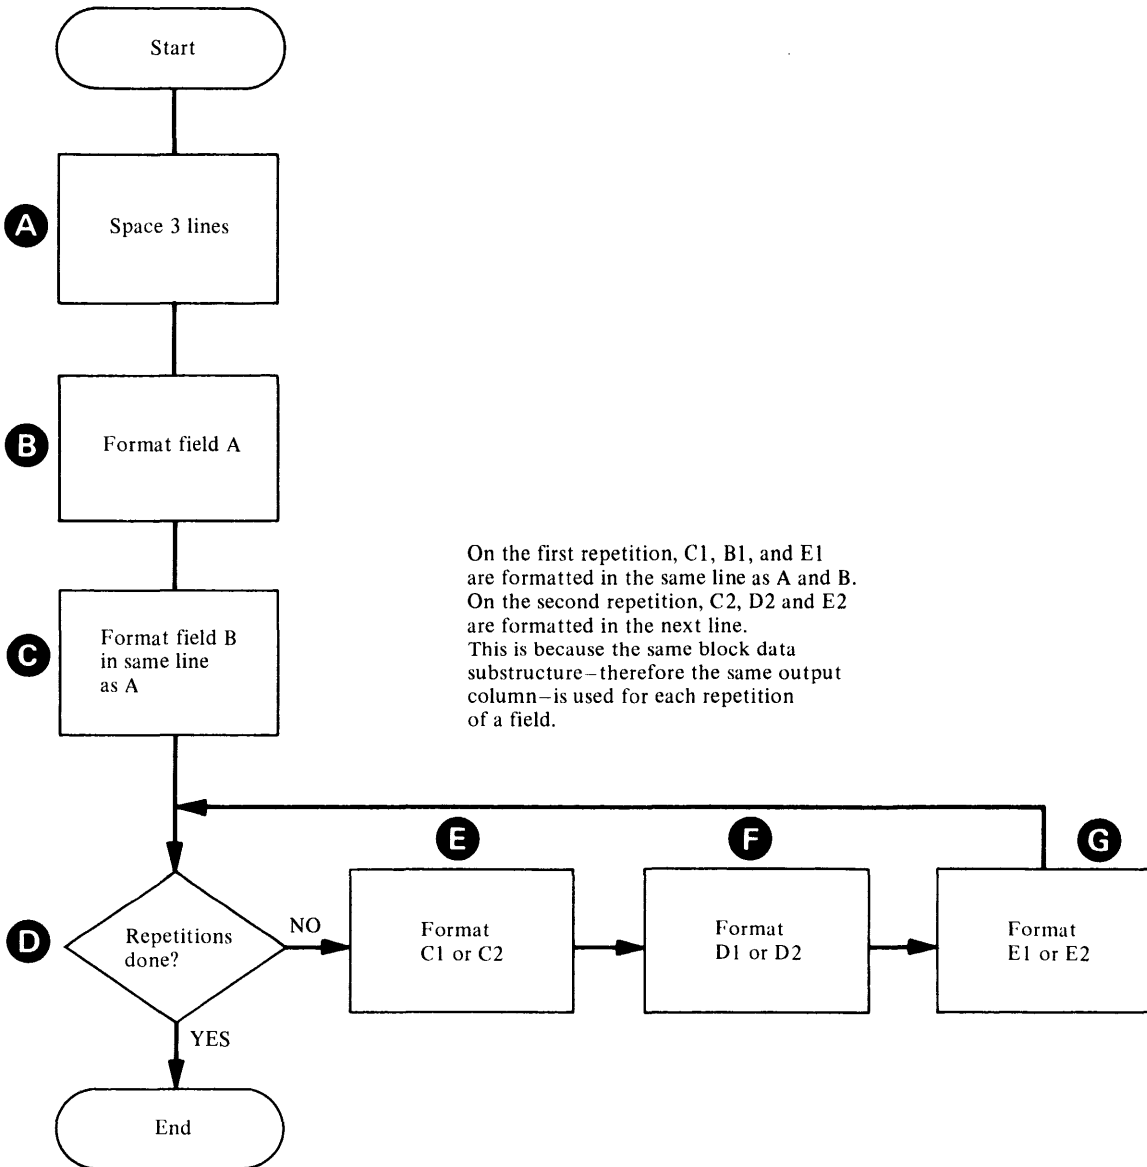 Start
A
Space 3 lines
B
Format field A
C
Format field B
in same line
as A
On the first repetition, C1, B1, and E1
are formatted in the same line as A and B.
On the second repetition, C2, D2 and E2
are formatted in the next line.
This is because the same block data
substructure–therefore the same output
column–is used for each repetition
of a field.
D
Repetitions
done?
NO
E
Format
C1 or C2
F
Format
D1 or D2
G
Format
E1 or E2
YES
End